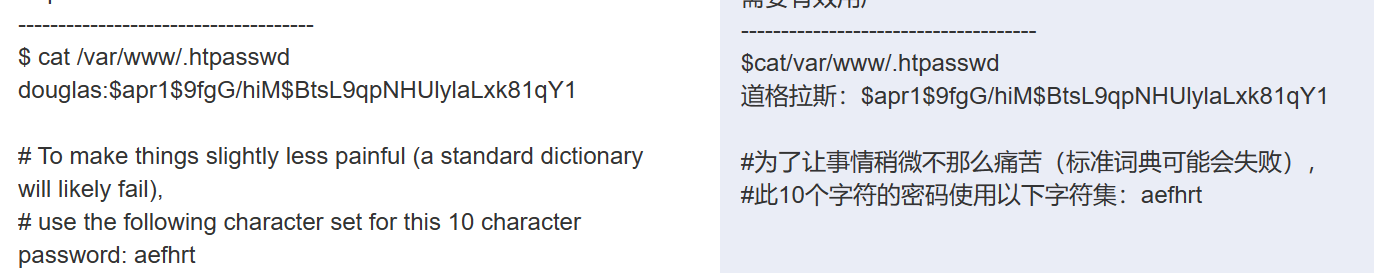 ------------------------------------
$ cat /var/www/.htpasswd
douglas:$apr1$9fgG/hiM$BtsL9qpNHUlylaLxk81qY1
# To make things slightly less painful (a standard dictionary
will likely fail),
# use the following character set for this 10 character
password: aefhrt
------------------------------------
$cat/var/www/.htpasswd
道格拉斯：$apr1$9fgG/hiM$BtsL9qpNHUlylaLxk81qY1
#为了让事情稍微不那么痛苦（标准词典可能会失败），
#此10个字符的密码使用以下字符集：aefhrt